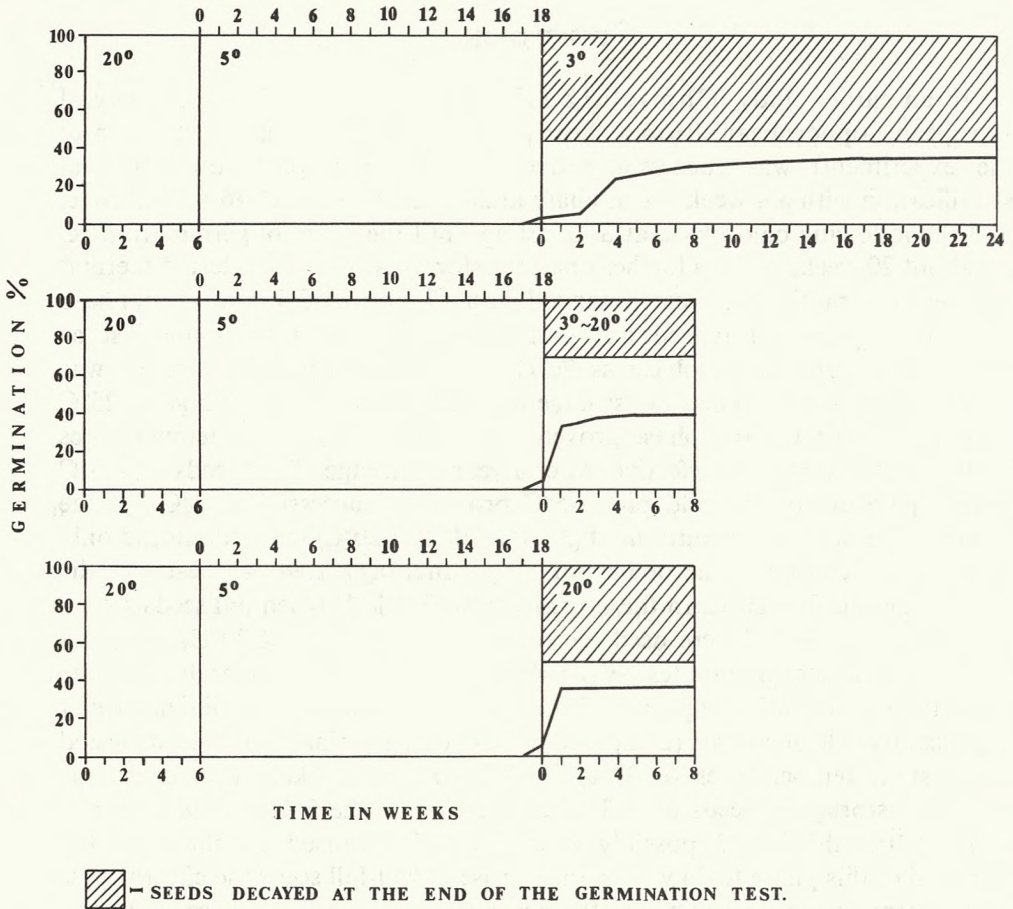 0 2 4 6 8 10 12 14 16 18
100 20° 5° 3°
80
60
40
20
0
0 2 4 6 0 2 4 6 8 10 12 14 16 18 20 22 24
GERMINATION %
0 2 4 6 8 10 12 14 16 18
100 20° 5° 3°~20°
80
60
40
20
0
0 2 4 6 0 2 4 6 8
0 2 4 6 8 10 12 14 16 18
100 20° 5° 20°
80
60
40
20
0
0 2 4 6 0 2 4 6 8
TIME IN WEEKS
— SEEDS DECAYED AT THE END OF THE GERMINATION TEST.